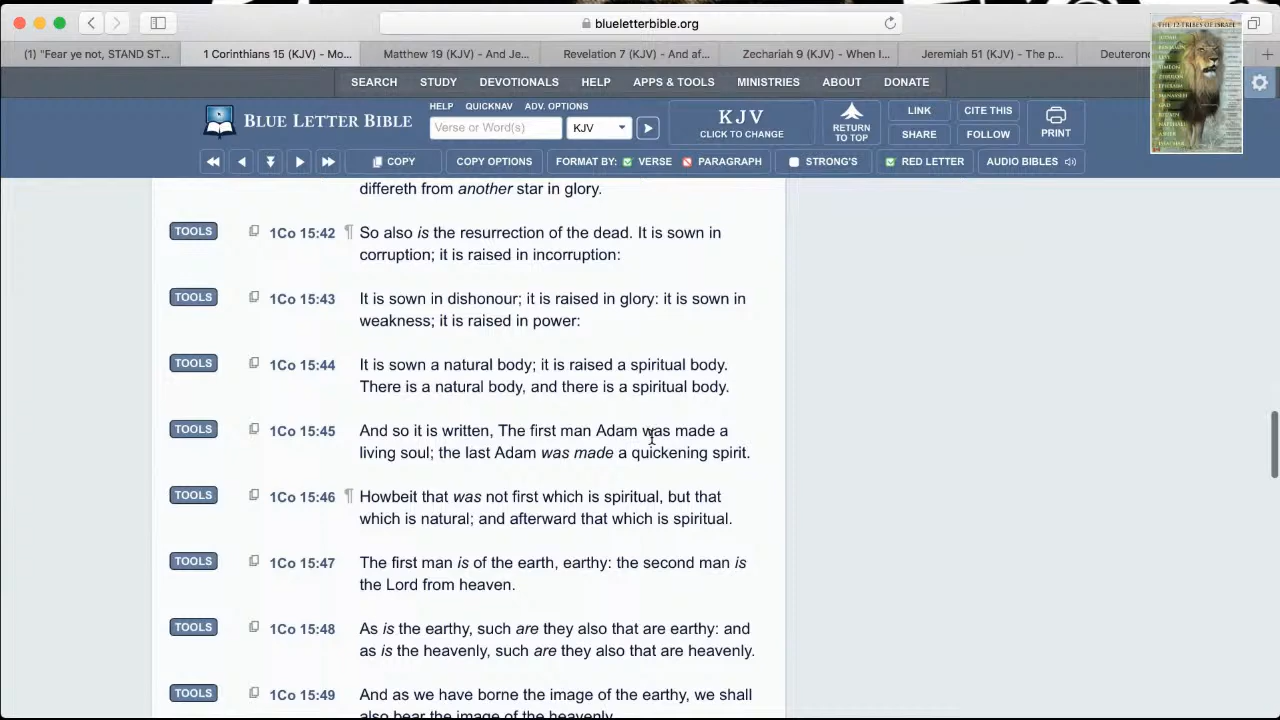 blueletterbible.org
(1) "Fear ye not, STAND ST...
1 Corinthians 15 (KJV) - Mo...
Matthew 19 (KJV) - And Je...
Revelation 7 (KJV) - And af...
Zechariah 9 (KJV) - When I...
Jeremiah 51 (KJV) - The p...
Deuteron
THE 12 TRIBES OF ISRAEL
SEARCH STUDY DEVOTIONALS HELP APPS & TOOLS MINISTRIES ABOUT DONATE
BLUE LETTER BIBLE
HELP QUICKNAV ADV. OPTIONS
Verse or Word(s) KJV
KJV
CLICK TO CHANGE
RETURN
TO TOP
LINK CITE THIS
SHARE FOLLOW
PRINT
COPY COPY OPTIONS FORMAT BY: VERSE PARAGRAPH STRONG'S RED LETTER AUDIO BIBLES
differeth from another star in glory.
TOOLS 1Co 15:42 ¶ So also is the resurrection of the dead. It is sown in
corruption; it is raised in incorruption:
TOOLS 1Co 15:43 It is sown in dishonour; it is raised in glory: it is sown in
weakness; it is raised in power:
TOOLS 1Co 15:44 It is sown a natural body; it is raised a spiritual body.
There is a natural body, and there is a spiritual body.
TOOLS 1Co 15:45 And so it is written, The first man Adam was made a
living soul; the last Adam was made a quickening spirit.
TOOLS 1Co 15:46 ¶ Howbeit that was not first which is spiritual, but that
which is natural; and afterward that which is spiritual.
TOOLS 1Co 15:47 The first man is of the earth, earthy: the second man is
the Lord from heaven.
TOOLS 1Co 15:48 As is the earthy, such are they also that are earthy: and
as is the heavenly, such are they also that are heavenly.
TOOLS 1Co 15:49 And as we have borne the image of the earthy, we shall
also bear the image of the heavenly.